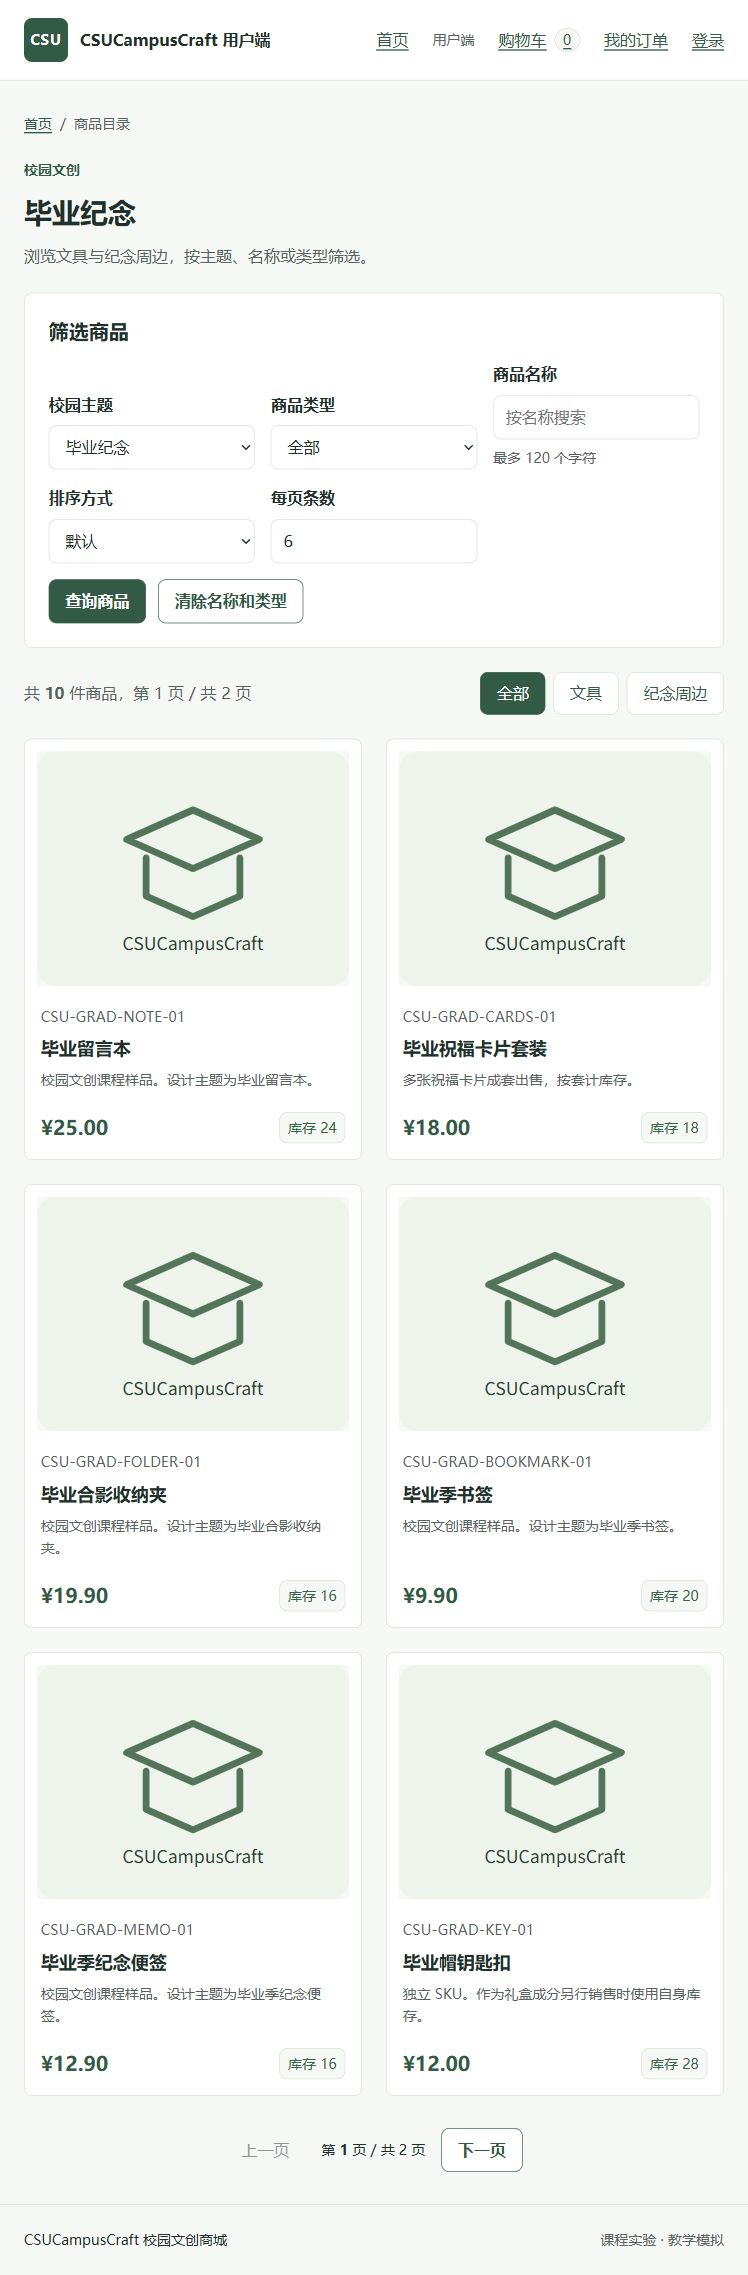 CSU CSUCampusCraft 用户端 首页 用户端 购物车 0 我的订单 登录
首页 / 商品目录
校园文创
毕业纪念
浏览文具与纪念周边，按主题、名称或类型筛选。
筛选商品
校园主题 商品类型 商品名称
毕业纪念 全部 按名称搜索
最多 120 个字符
排序方式 每页条数
默认 6
查询商品 清除名称和类型
共 10 件商品，第 1 页 / 共 2 页 全部 文具 纪念周边
CSUCampusCraft
CSU-GRAD-NOTE-01
毕业留言本
校园文创课程样品。设计主题为毕业留言本。
¥25.00 库存 24
CSUCampusCraft
CSU-GRAD-CARDS-01
毕业祝福卡片套装
多张祝福卡片成套出售，按套计库存。
¥18.00 库存 18
CSUCampusCraft
CSU-GRAD-FOLDER-01
毕业合影收纳夹
校园文创课程样品。设计主题为毕业合影收纳
夹。
¥19.90 库存 16
CSUCampusCraft
CSU-GRAD-BOOKMARK-01
毕业季书签
校园文创课程样品。设计主题为毕业季书签。
¥9.90 库存 20
CSUCampusCraft
CSU-GRAD-MEMO-01
毕业季纪念便签
校园文创课程样品。设计主题为毕业季纪念便
签。
¥12.90 库存 16
CSUCampusCraft
CSU-GRAD-KEY-01
毕业帽钥匙扣
独立 SKU。作为礼盒成分另行销售时使用自身库
存。
¥12.00 库存 28
上一页 第 1 页 / 共 2 页 下一页
CSUCampusCraft 校园文创商城 课程实验 · 教学模拟